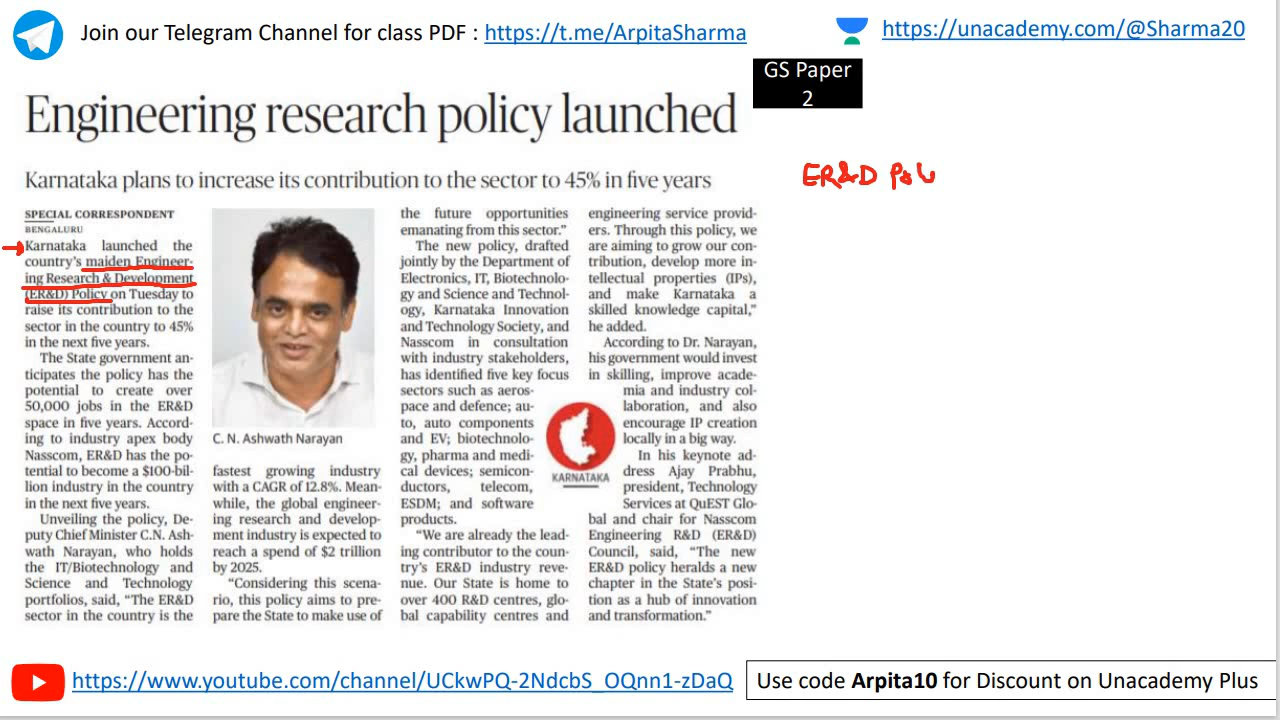 Join our Telegram Channel for class PDF : https://t.me/ArpitaSharma
https://unacademy.com/@Sharma20
GS Paper
2
Engineering research policy launched
Karnataka plans to increase its contribution to the sector to 45% in five years
ER&D
SPECIAL CORRESPONDENT
BENGALURU
Karnataka launched the
country's maiden Engineer-
ing Research & Development
(ER&D) Policy on Tuesday to
raise its contribution to the
sector in the country to 45%
in the next five years.
The State government an-
ticipates the policy has the
potential to create over
50,000 jobs in the ER&D
space in five years. Accord-
ing to industry apex body
Nasscom, ER&D has the po-
tential to become a $100-bil-
lion industry in the country
in the next five years.
Unveiling the policy, De-
puty Chief Minister C.N. Ash-
wath Narayan, who holds
the IT/Biotechnology and
Science and Technology
portfolios, said, “The ER&D
sector in the country is the
C. N. Ashwath Narayan
fastest growing industry
with a CAGR of 12.8%. Mean-
while, the global engineer-
ing research and develop-
ment industry is expected to
reach a spend of $2 trillion
by 2025.
“Considering this scena-
rio, this policy aims to pre-
pare the State to make use of
the future opportunities
emanating from this sector.”
The new policy, drafted
jointly by the Department of
Electronics, IT, Biotechnolo-
gy and Science and Technol-
ogy, Karnataka Innovation
and Technology Society, and
Nasscom in consultation
with industry stakeholders,
has identified five key focus
sectors such as aeros-
pace and defence; au-
to, auto components
and EV; biotechnolo-
gy, pharma and medi-
cal devices; semicon-
ductors, telecom,
ESDM; and software
products.
“We are already the lead-
ing contributor to the coun-
try's ER&D industry reve-
nue. Our State is home to
over 400 R&D centres, glo-
bal capability centres and
KARNATAKA
engineering service provid-
ers. Through this policy, we
are aiming to grow our con-
tribution, develop more in-
tellectual properties (IPs),
and make Karnataka a
skilled knowledge capital,”
he added.
According to Dr. Narayan,
his government would invest
in skilling, improve acade-
mia and industry col-
laboration, and also
encourage IP creation
locally in a big way.
In his keynote ad-
dress Ajay Prabhu,
president, Technology
Services at QuEST Glo-
bal and chair for Nasscom
Engineering R&D (ER&D)
Council, said, “The new
ER&D policy heralds a new
chapter in the State's posi-
tion as a hub of innovation
and transformation.”
https://www.youtube.com/channel/UCkwPQ-2NdcbS_OQnn1-zDaQ
Use code Arpita10 for Discount on Unacademy Plus